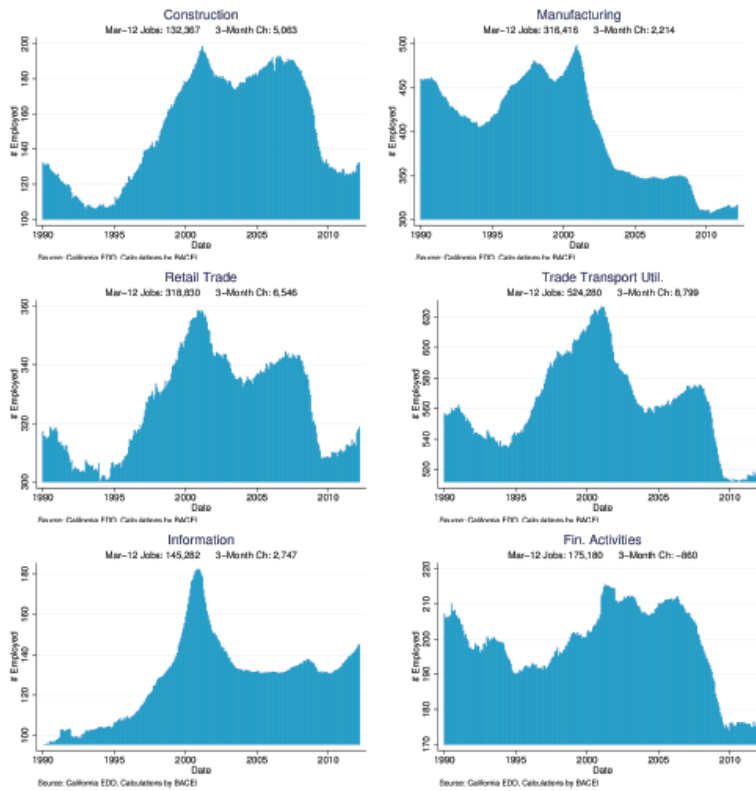 Construction
Mar-12 Jobs: 132,367 3-Month Ch: 5,063
# Employed
200
180
160
140
120
100
1990 1995 2000 2005 2010
Date
Source: California EDD, Calculations by BACEI
Manufacturing
Mar-12 Jobs: 316,416 3-Month Ch: 2,214
# Employed
500
450
400
350
300
1990 1995 2000 2005 2010
Date
Source: California EDD, Calculations by BACEI
Retail Trade
Mar-12 Jobs: 318,830 3-Month Ch: 6,546
# Employed
360
340
320
300
1990 1995 2000 2005 2010
Date
Source: California EDD, Calculations by BACEI
Trade Transport Util.
Mar-12 Jobs: 524,280 3-Month Ch: 8,799
# Employed
620
600
580
560
540
520
1990 1995 2000 2005 2010
Date
Source: California EDD, Calculations by BACEI
Information
Mar-12 Jobs: 145,282 3-Month Ch: 2,747
# Employed
180
160
140
120
100
1990 1995 2000 2005 2010
Date
Source: California EDD, Calculations by BACEI
Fin. Activities
Mar-12 Jobs: 175,180 3-Month Ch: -860
# Employed
220
210
200
190
180
170
1990 1995 2000 2005 2010
Date
Source: California EDD, Calculations by BACEI